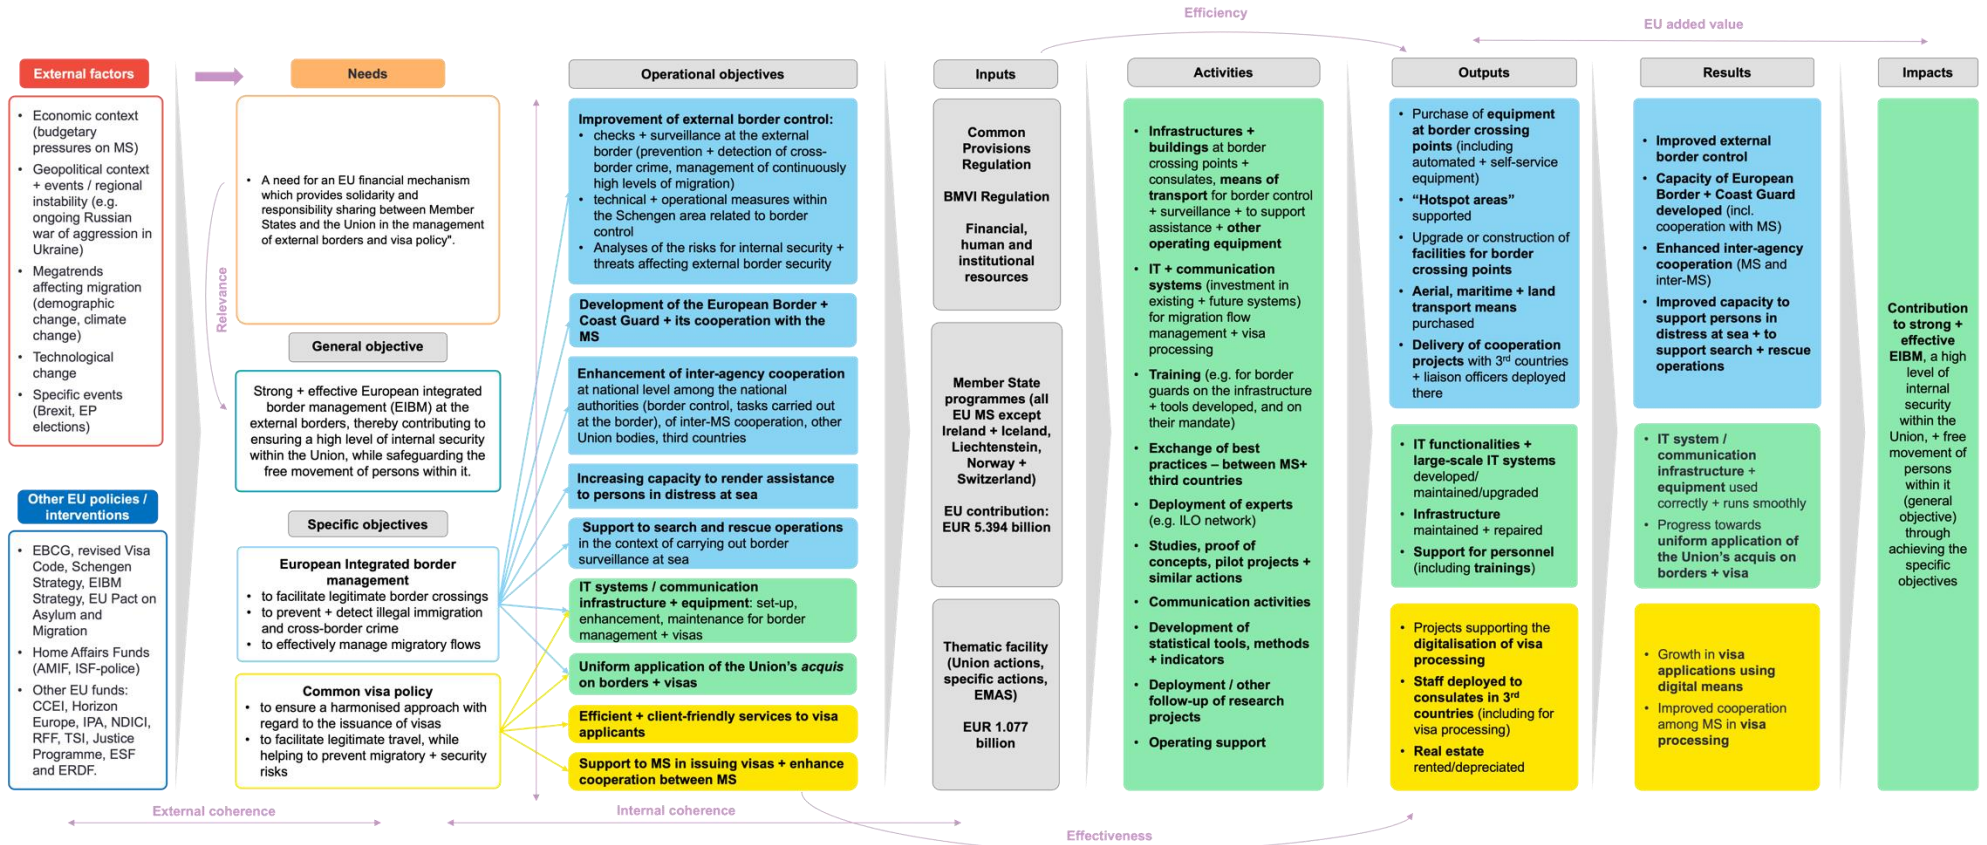 Efficiency
EU added value
External factors
• Economic context
(budgetary
pressures on MS)
• Geopolitical context
+ events / regional
instability (e.g.
ongoing Russian
war of aggression in
Ukraine)
• Megatrends
affecting migration
(demographic
change, climate
change)
• Technological
change
• Specific events
(Brexit, EP
elections)
Other EU policies /
interventions
• EBCG, revised Visa
Code, Schengen
Strategy, EIBM
Strategy, EU Pact on
Asylum and
Migration
• Home Affairs Funds
(AMIF, ISF-police)
• Other EU funds:
CCEI, Horizon
Europe, IPA, NDICI,
RFF, TSI, Justice
Programme, ESF
and ERDF.
External coherence
Relevance
Needs
• A need for an EU financial mechanism
which provides solidarity and
responsibility sharing between Member
States and the Union in the management
of external borders and visa policy".
General objective
Strong + effective European integrated
border management (EIBM) at the
external borders, thereby contributing to
ensuring a high level of internal security
within the Union, while safeguarding the
free movement of persons within it.
Specific objectives
European Integrated border
management
• to facilitate legitimate border crossings
• to prevent + detect illegal immigration
and cross-border crime
• to effectively manage migratory flows
Common visa policy
• to ensure a harmonised approach with
regard to the issuance of visas
• to facilitate legitimate travel, while
helping to prevent migratory + security
risks
Operational objectives
Improvement of external border control:
• checks + surveillance at the external
border (prevention + detection of cross-
border crime, management of continuously
high levels of migration)
• technical + operational measures within
the Schengen area related to border
control
• Analyses of the risks for internal security +
threats affecting external border security
Development of the European Border +
Coast Guard + its cooperation with the
MS
Enhancement of inter-agency cooperation
at national level among the national
authorities (border control, tasks carried out
at the border), of inter-MS cooperation, other
Union bodies, third countries
Increasing capacity to render assistance
to persons in distress at sea
Support to search and rescue operations
in the context of carrying out border
surveillance at sea
IT systems / communication
infrastructure + equipment: set-up,
enhancement, maintenance for border
management + visas
Uniform application of the Union's acquis
on borders + visas
Efficient + client-friendly services to visa
applicants
Support to MS in issuing visas + enhance
cooperation between MS
Internal coherence
Inputs
Common
Provisions
Regulation
BMVI Regulation
Financial,
human and
institutional
resources
Member State
programmes (all
EU MS except
Ireland + Iceland,
Liechtenstein,
Norway +
Switzerland)
EU contribution:
EUR 5.394 billion
Thematic facility
(Union actions,
specific actions,
EMAS)
EUR 1.077
billion
Activities
• Infrastructures +
buildings at border
crossing points +
consulates, means of
transport for border control
+ surveillance + to support
assistance + other
operating equipment
• IT + communication
systems (investment in
existing + future systems)
for migration flow
management + visa
processing
• Training (e.g. for border
guards on the infrastructure
+ tools developed, and on
their mandate)
• Exchange of best
practices – between MS+
third countries
• Deployment of experts
(e.g. ILO network)
• Studies, proof of
concepts, pilot projects +
similar actions
• Communication activities
• Development of
statistical tools, methods
+ indicators
• Deployment / other
follow-up of research
projects
• Operating support
Effectiveness
Outputs
• Purchase of equipment
at border crossing
points (including
automated + self-service
equipment)
• “Hotspot areas”
supported
• Upgrade or construction of
facilities for border
crossing points
• Aerial, maritime + land
transport means
purchased
• Delivery of cooperation
projects with 3rd countries
+ liaison officers deployed
there
• IT functionalities +
large-scale IT systems
developed/
maintained/upgraded
• Infrastructure
maintained + repaired
• Support for personnel
(including trainings)
• Projects supporting the
digitalisation of visa
processing
• Staff deployed to
consulates in 3rd
countries (including for
visa processing)
• Real estate
rented/depreciated
Results
• Improved external
border control
• Capacity of European
Border + Coast Guard
developed (incl.
cooperation with MS)
• Enhanced inter-agency
cooperation (MS and
inter-MS)
• Improved capacity to
support persons in
distress at sea + to
support search + rescue
operations
• IT system /
communication
infrastructure +
equipment used
correctly + runs smoothly
• Progress towards
uniform application of
the Union's acquis on
borders + visa
• Growth in visa
applications using
digital means
• Improved cooperation
among MS in visa
processing
Impacts
Contribution
to strong +
effective
EIBM, a high
level of
internal
security
within the
Union, + free
movement of
persons
within it
(general
objective)
through
achieving the
specific
objectives